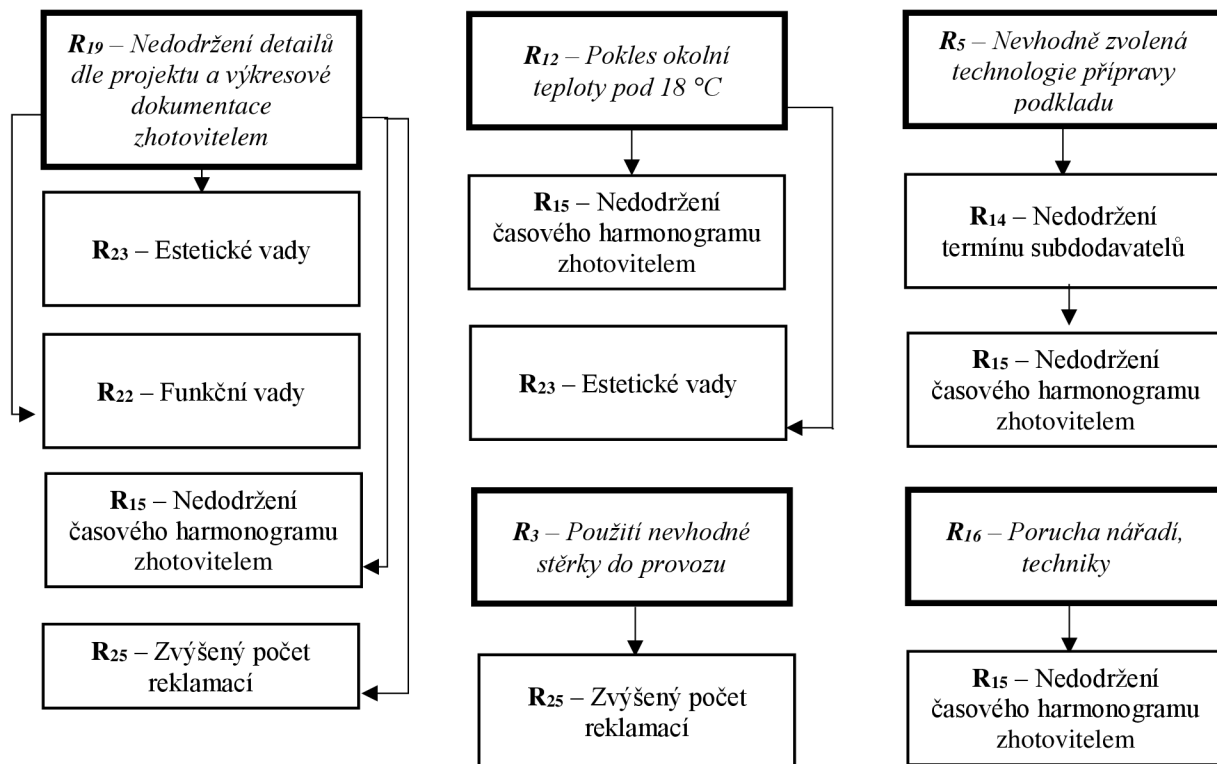 R19 – Nedodržení detailů
dle projektu a výkresové
dokumentace
zhotovitelem
R23 – Estetické vady
R22 – Funkční vady
R15 – Nedodržení
časového harmonogramu
zhotovitelem
R25 – Zvýšený počet
reklamací
R12 – Pokles okolní
teploty pod 18 °C
R15 – Nedodržení
časového harmonogramu
zhotovitelem
R23 – Estetické vady
R3 – Použití nevhodné
stěrky do provozu
R25 – Zvýšený počet
reklamací
R5 – Nevhodně zvolená
technologie přípravy
podkladu
R14 – Nedodržení
termínu subdodavatelů
R15 – Nedodržení
časového harmonogramu
zhotovitelem
R16 – Porucha nářadí,
techniky
R15 – Nedodržení
časového harmonogramu
zhotovitelem